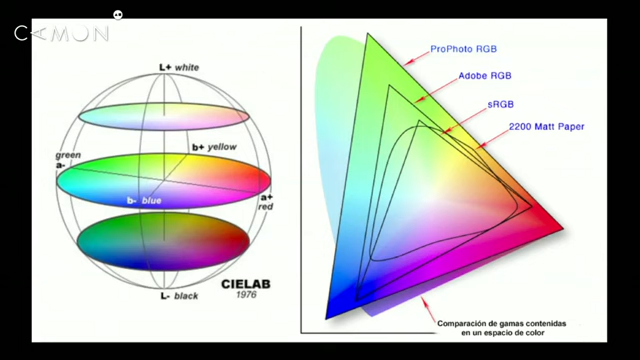 CAMON
L+ white
green
a-
b+ yellow
b- blue
a+
red
L- black
CIELAB
1976
ProPhoto RGB
Adobe RGB
sRGB
2200 Matt Paper
Comparación de gamas contenidas
en un espacio de color